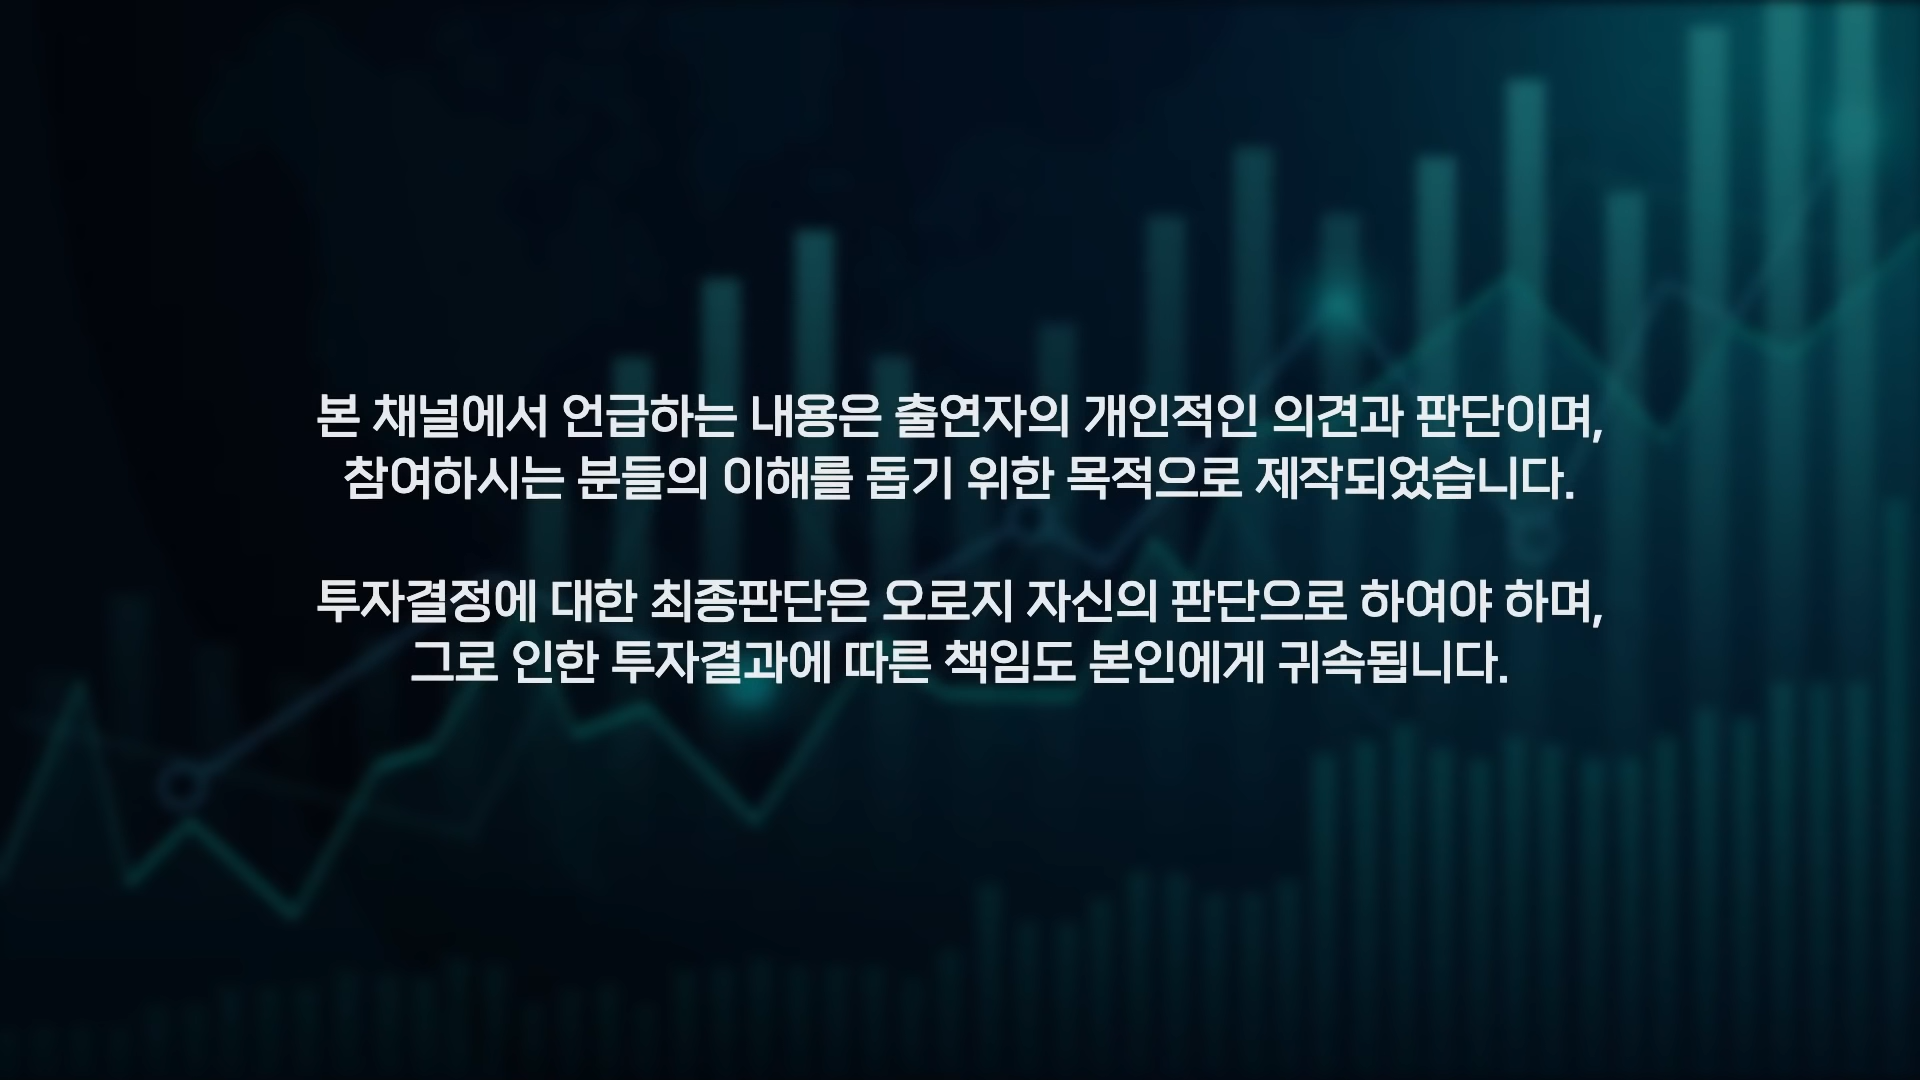 본 채널에서 언급하는 내용은 출연자의 개인적인 의견과 판단이며,
참여하시는 분들의 이해를 돕기 위한 목적으로 제작되었습니다.
투자결정에 대한 최종판단은 오로지 자신의 판단으로 하여야 하며,
그로 인한 투자결과에 따른 책임도 본인에게 귀속됩니다.